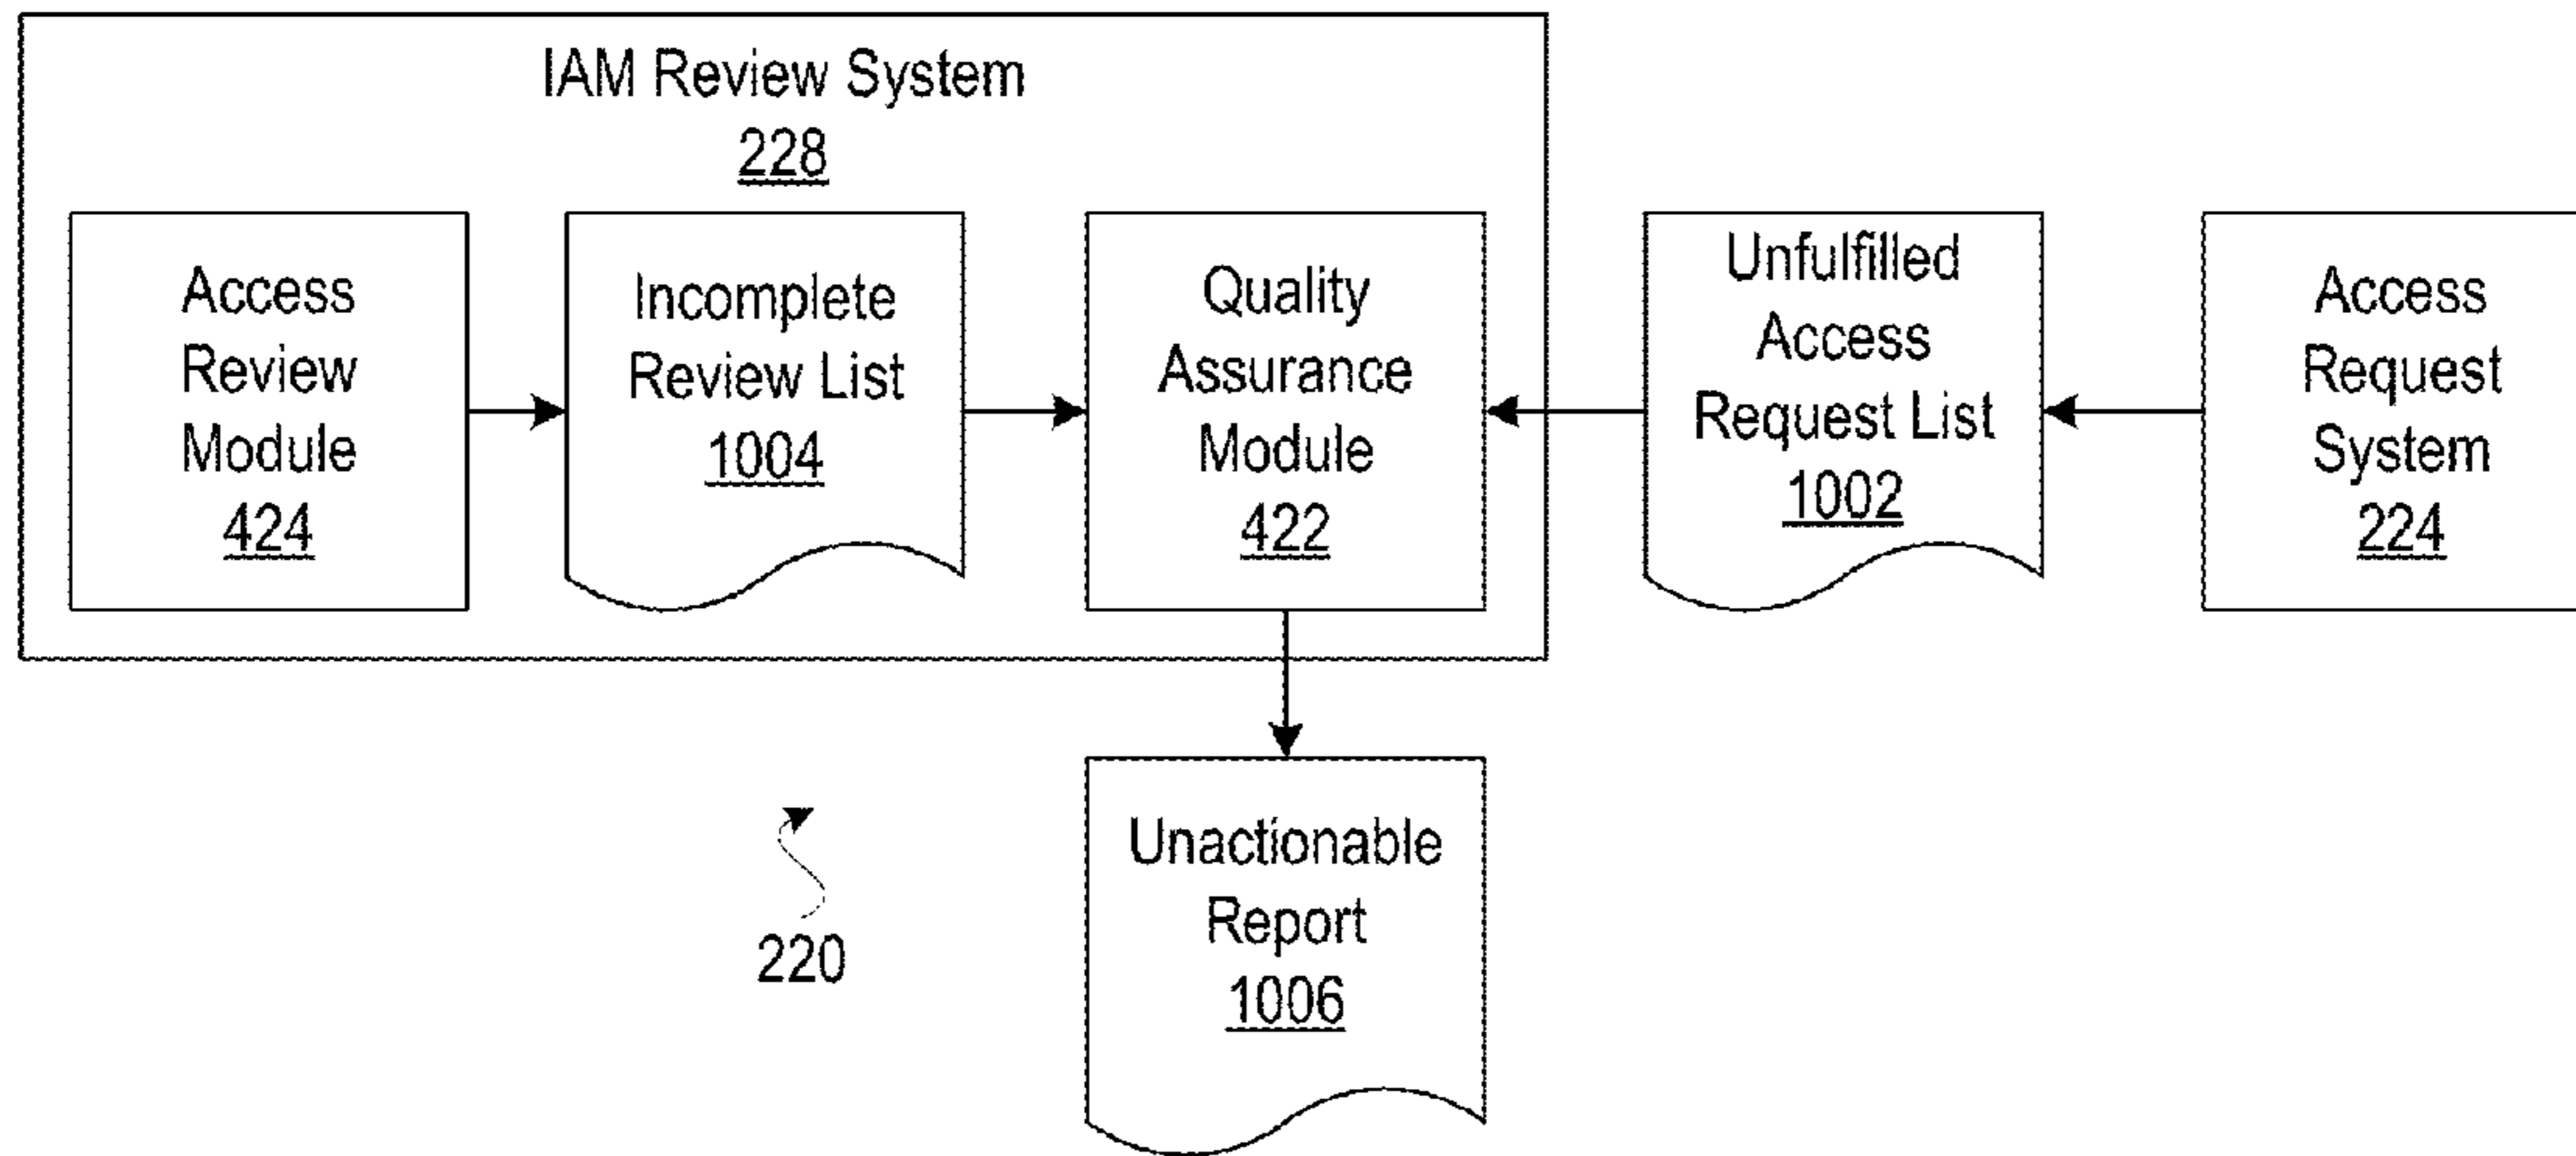 IAM Review System
228
Access
Review
Module
424
Incomplete
Review List
1004
Quality
Assurance
Module
422
Unfulfilled
Access
Request List
1002
Access
Request
System
224
Unactionable
Report
1006
220